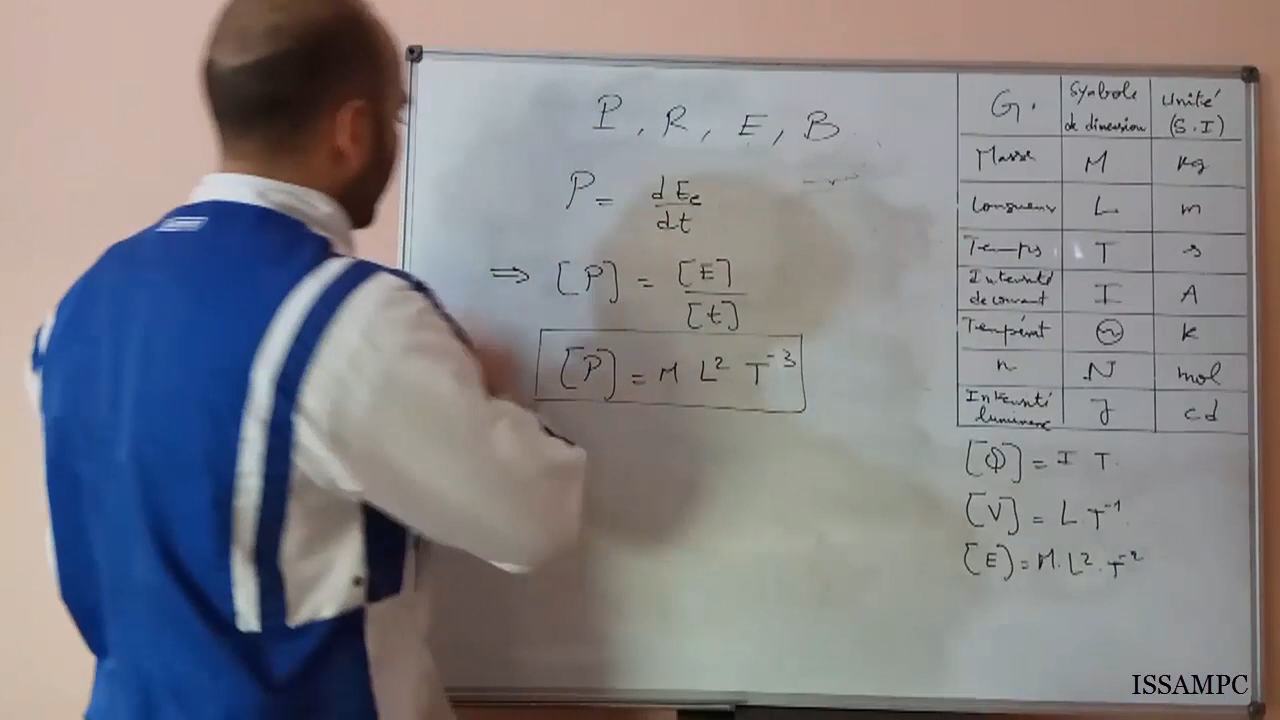 P, R, E, B
P = dEc/dt
⇒ [P] = [E]/[t]
[P] = M L² T⁻³
G. Symbole de dimension Unité (S.I)
Masse M kg
Longueur L m
Temps T s
Intensité de courant I A
Températ Θ K
n N mol
Intensité lumineuse J cd
[Q] = I T
[V] = L T⁻¹
[E] = M. L². T⁻²
ISSAMPC